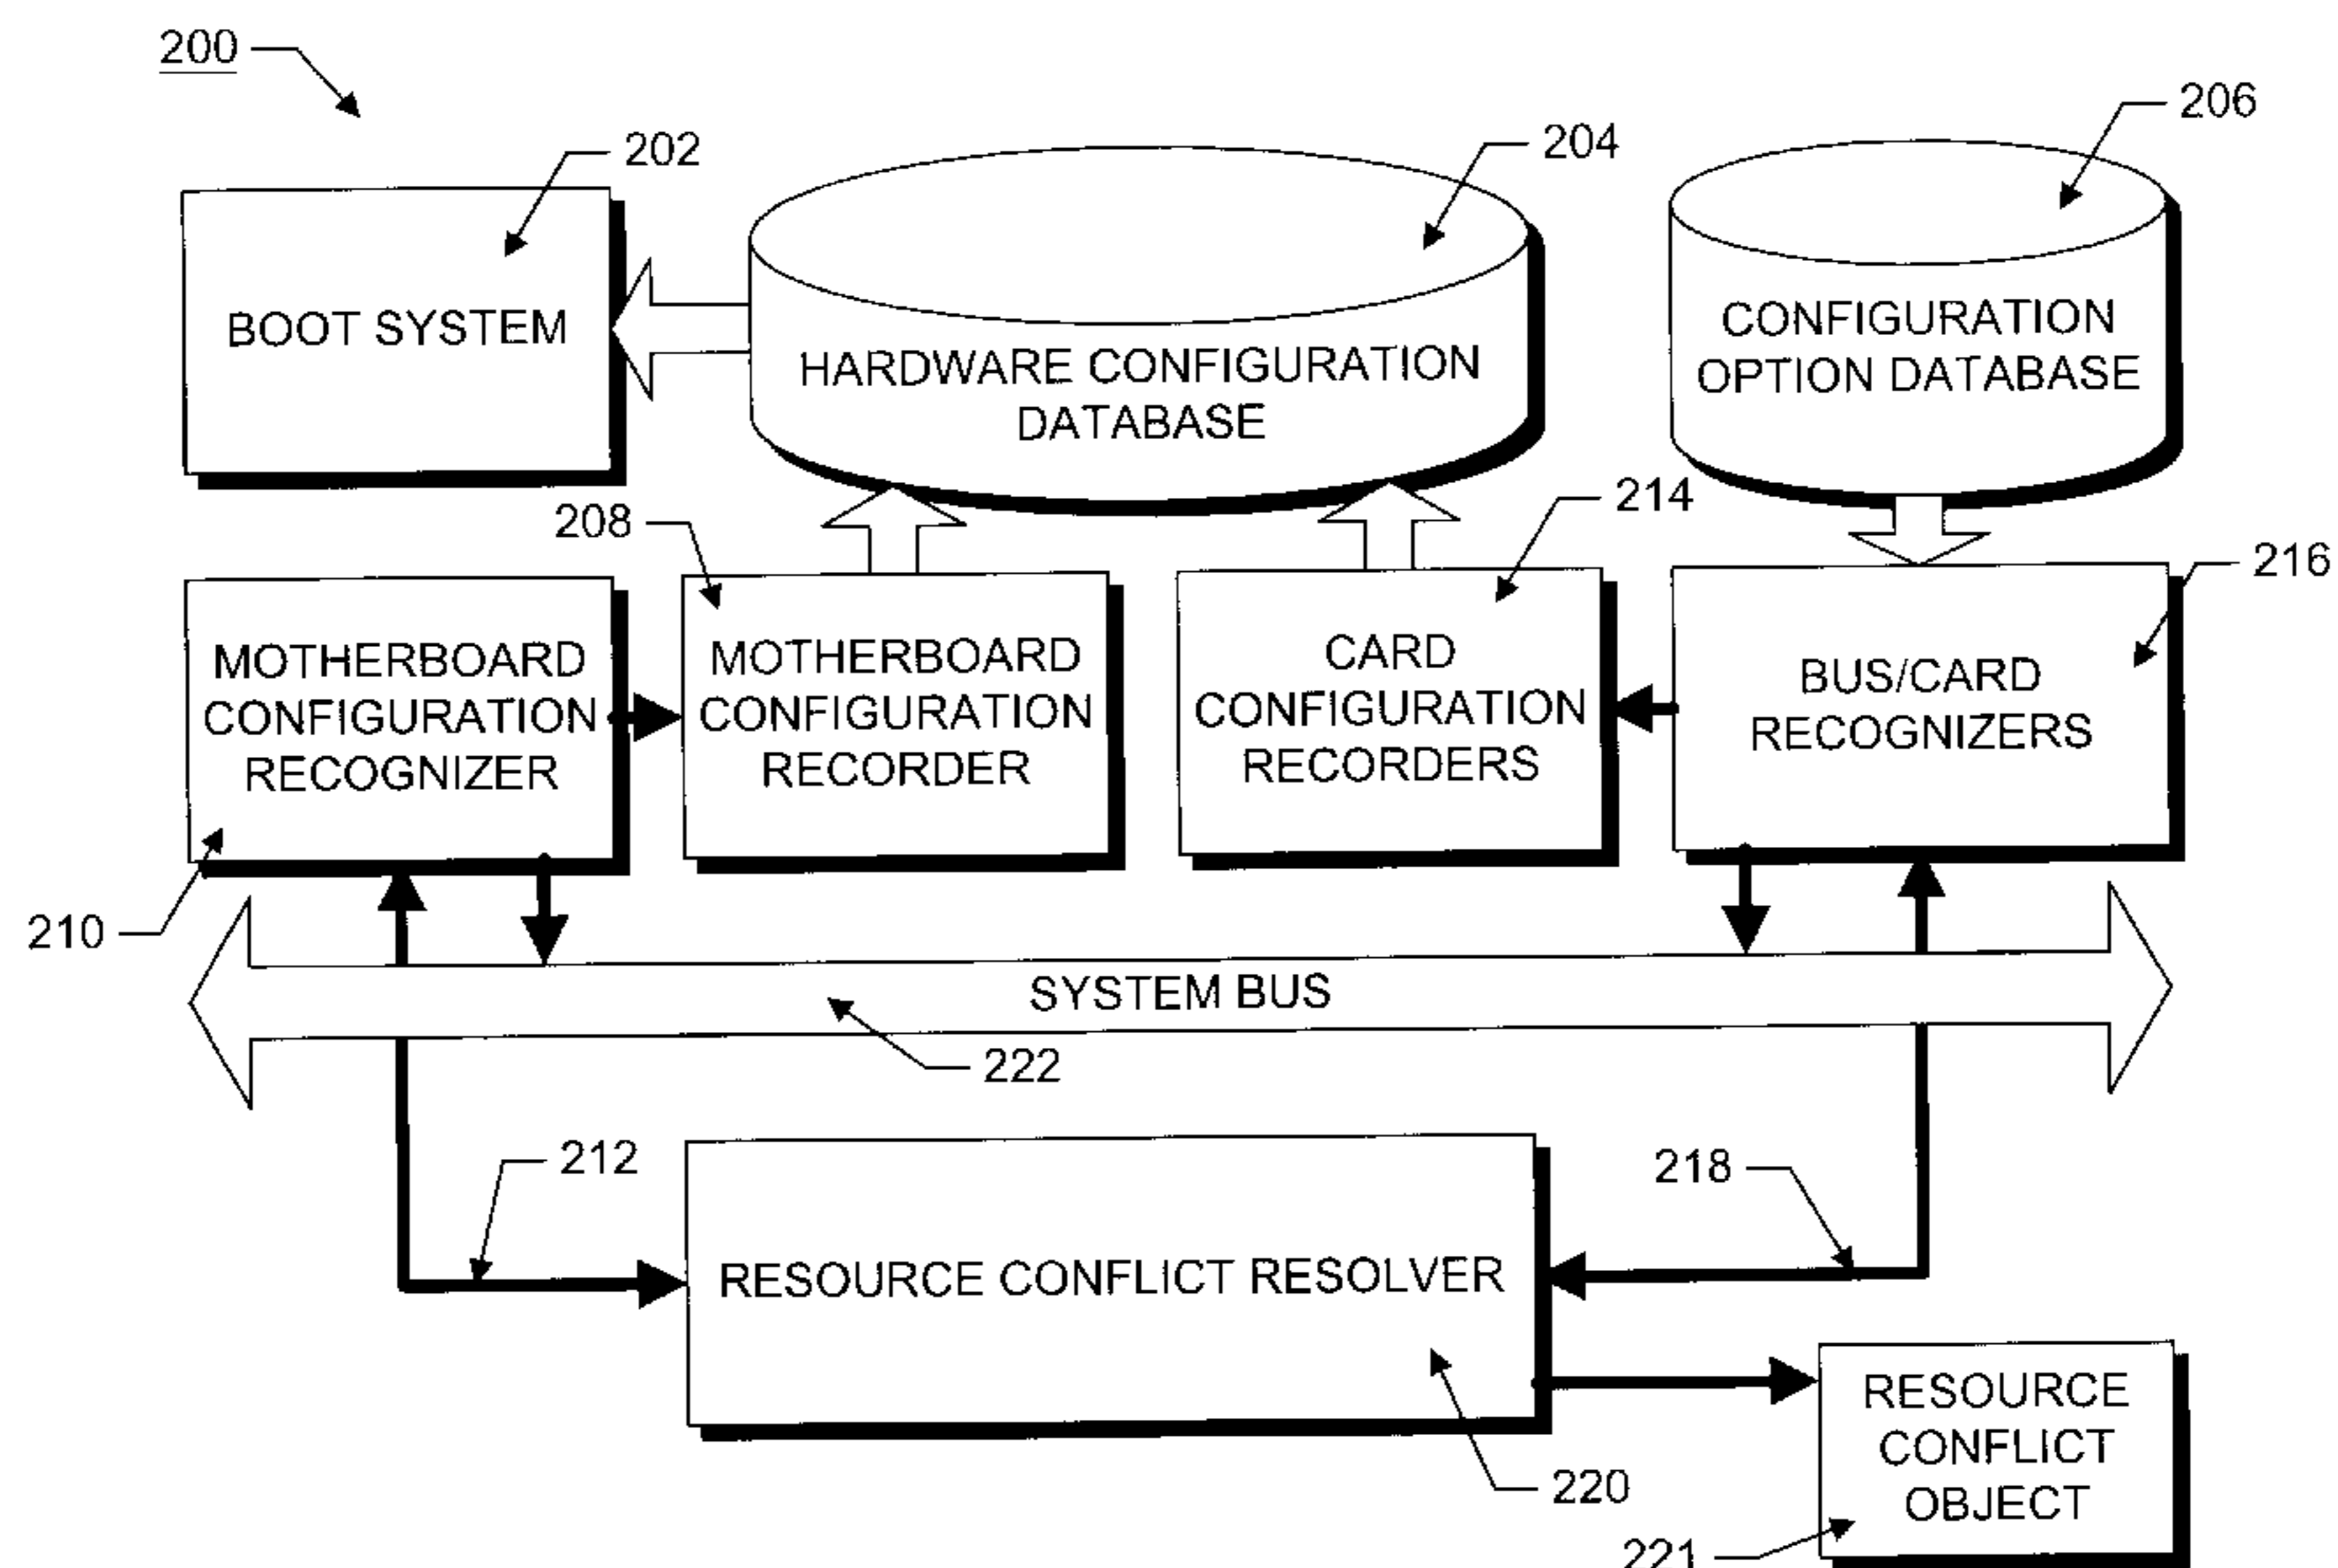 200
202
204
206
BOOT SYSTEM
HARDWARE CONFIGURATION
DATABASE
CONFIGURATION
OPTION DATABASE
208
214
216
MOTHERBOARD
CONFIGURATION
RECOGNIZER
MOTHERBOARD
CONFIGURATION
RECORDER
CARD
CONFIGURATION
RECORDERS
BUS/CARD
RECOGNIZERS
210
SYSTEM BUS
222
212
218
RESOURCE CONFLICT RESOLVER
220
RESOURCE
CONFLICT
OBJECT
221